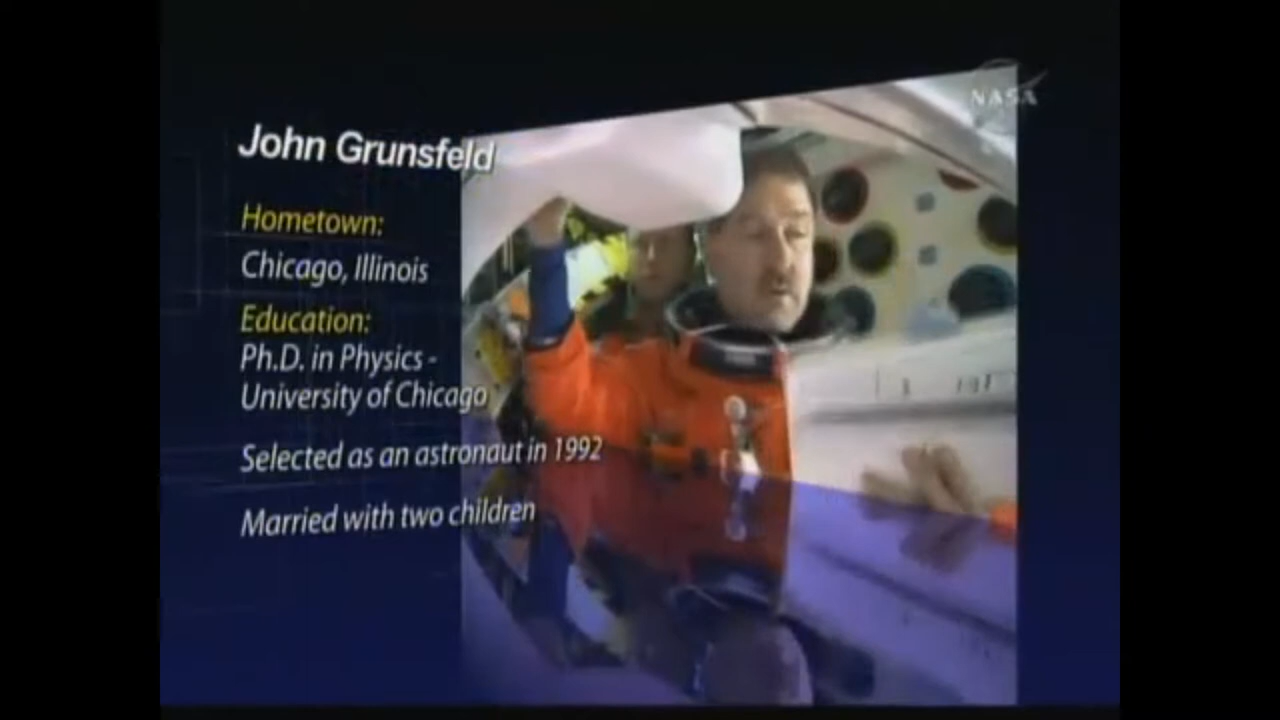 NASA
John Grunsfeld
Hometown:
Chicago, Illinois
Education:
Ph.D. in Physics -
University of Chicago
Selected as an astronaut in 1992
Married with two children